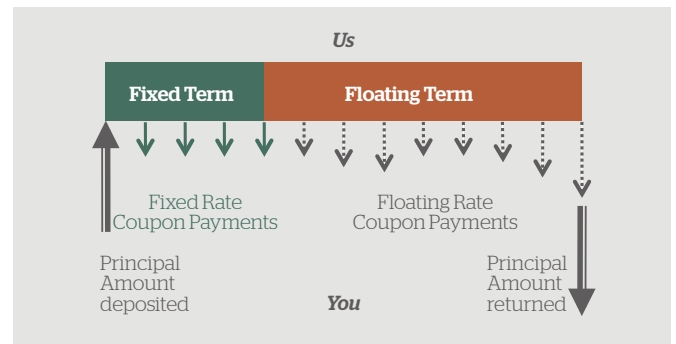 Us
Fixed Term
Floating Term
Fixed Rate
Coupon Payments
Floating Rate
Coupon Payments
Principal
Amount
deposited
You
Principal
Amount
returned